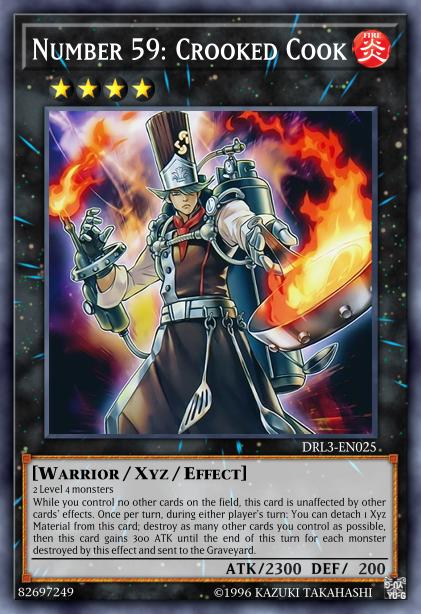 NUMBER 59: CROOKED COOK
FIRE
炎
DRL3-EN025
[WARRIOR / XYZ / EFFECT]
2 Level 4 monsters
While you control no other cards on the field, this card is unaffected by other
cards' effects. Once per turn, during either player's turn: You can detach 1 Xyz
Material from this card; destroy as many other cards you control as possible,
then this card gains 300 ATK until the end of this turn for each monster
destroyed by this effect and sent to the Graveyard.
ATK/2300 DEF/ 200
82697249
©1996 KAZUKI TAKAHASHI